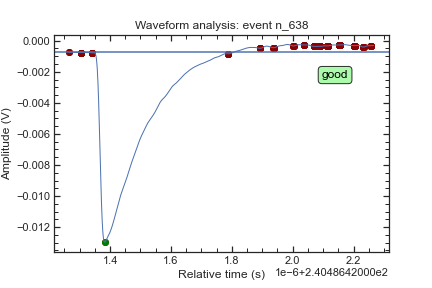 Waveform analysis: event n_638
0.000
−0.002
−0.004
−0.006
−0.008
−0.010
−0.012
Amplitude (V)
good
1.4
1.6
1.8
2.0
2.2
1e−6+2.4048642000e2
Relative time (s)